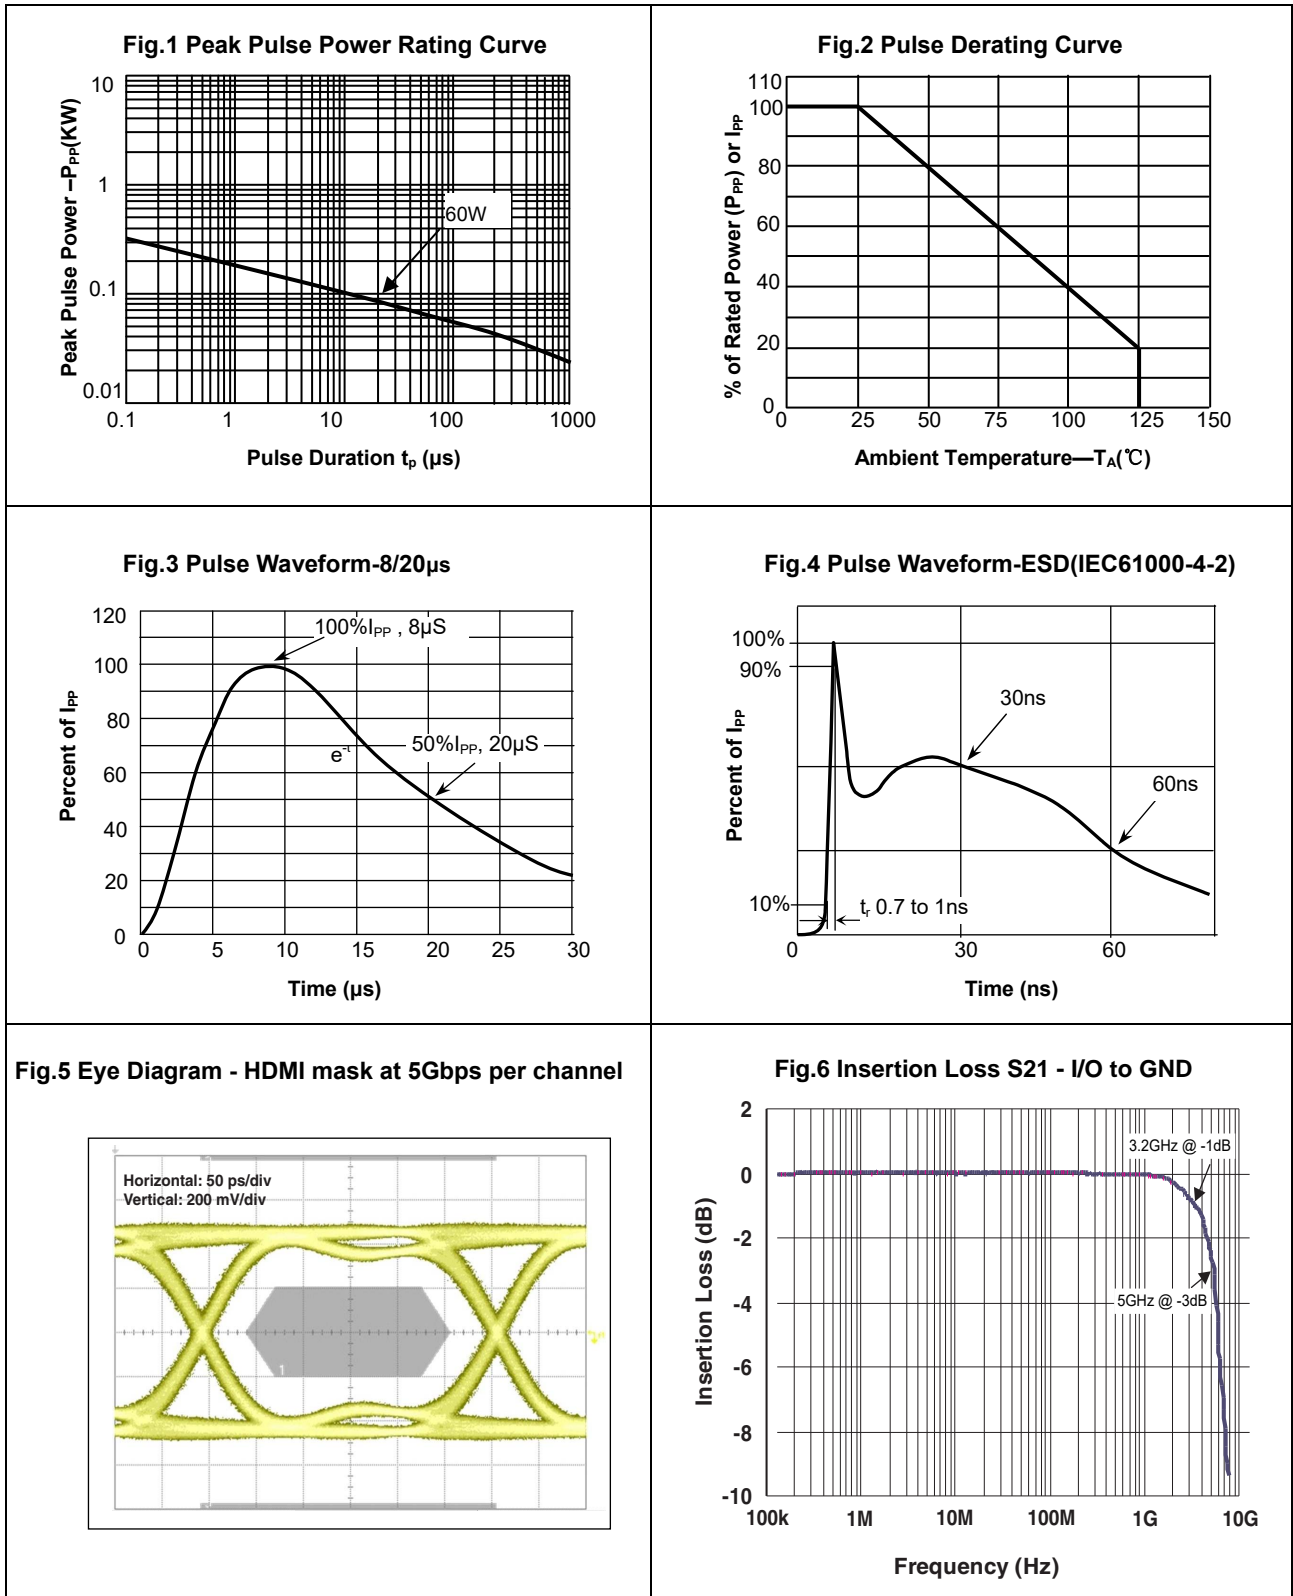 Fig.1 Peak Pulse Power Rating Curve
Peak Pulse Power –PPP(KW)
10
1
0.1
0.01
60W
0.1 1 10 100 1000
Pulse Duration tp (µs)
Fig.2 Pulse Derating Curve
% of Rated Power (PPP) or IPP
110
100
80
60
40
20
0
0 25 50 75 100 125 150
Ambient Temperature—TA(℃)
Fig.3 Pulse Waveform-8/20µs
Percent of IPP
120
100
80
60
40
20
0
100%IPP , 8µS
e-t
50%IPP, 20µS
0 5 10 15 20 25 30
Time (µs)
Fig.4 Pulse Waveform-ESD(IEC61000-4-2)
Percent of IPP
100%
90%
10%
30ns
60ns
tr 0.7 to 1ns
0 30 60
Time (ns)
Fig.5 Eye Diagram - HDMI mask at 5Gbps per channel
Horizontal: 50 ps/div
Vertical: 200 mV/div
1
Fig.6 Insertion Loss S21 - I/O to GND
Insertion Loss (dB)
2
0
-2
-4
-6
-8
-10
3.2GHz @ -1dB
5GHz @ -3dB
100k 1M 10M 100M 1G 10G
Frequency (Hz)